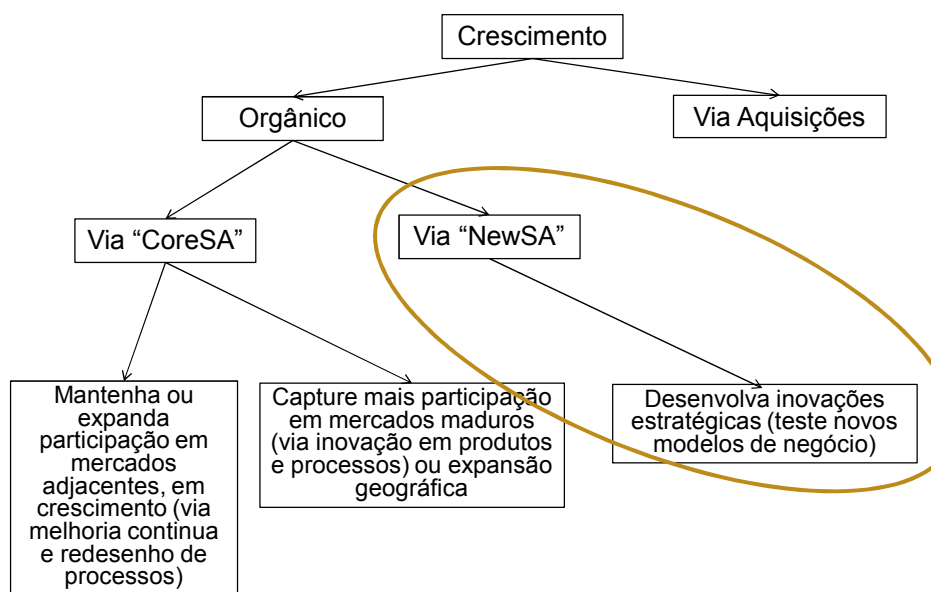 Crescimento
Orgânico
Via Aquisições
Via “CoreSA”
Via “NewSA”
Mantenha ou
expanda
participação em
mercados
adjacentes, em
crescimento (via
melhoria continua
e redesenho de
processos)
Capture mais participação
em mercados maduros
(via inovação em produtos
e processos) ou expansão
geográfica
Desenvolva inovações
estratégicas (teste novos
modelos de negócio)